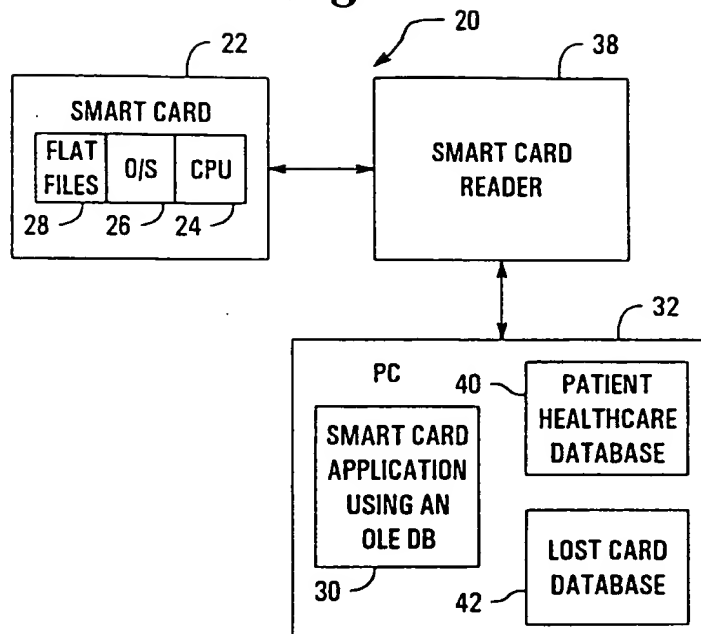 20
22
38
SMART CARD
FLAT
FILES
O/S
CPU
28
26
24
SMART CARD
READER
32
PC
40
PATIENT
HEALTHCARE
DATABASE
SMART CARD
APPLICATION
USING AN
OLE DB
30
LOST CARD
DATABASE
42